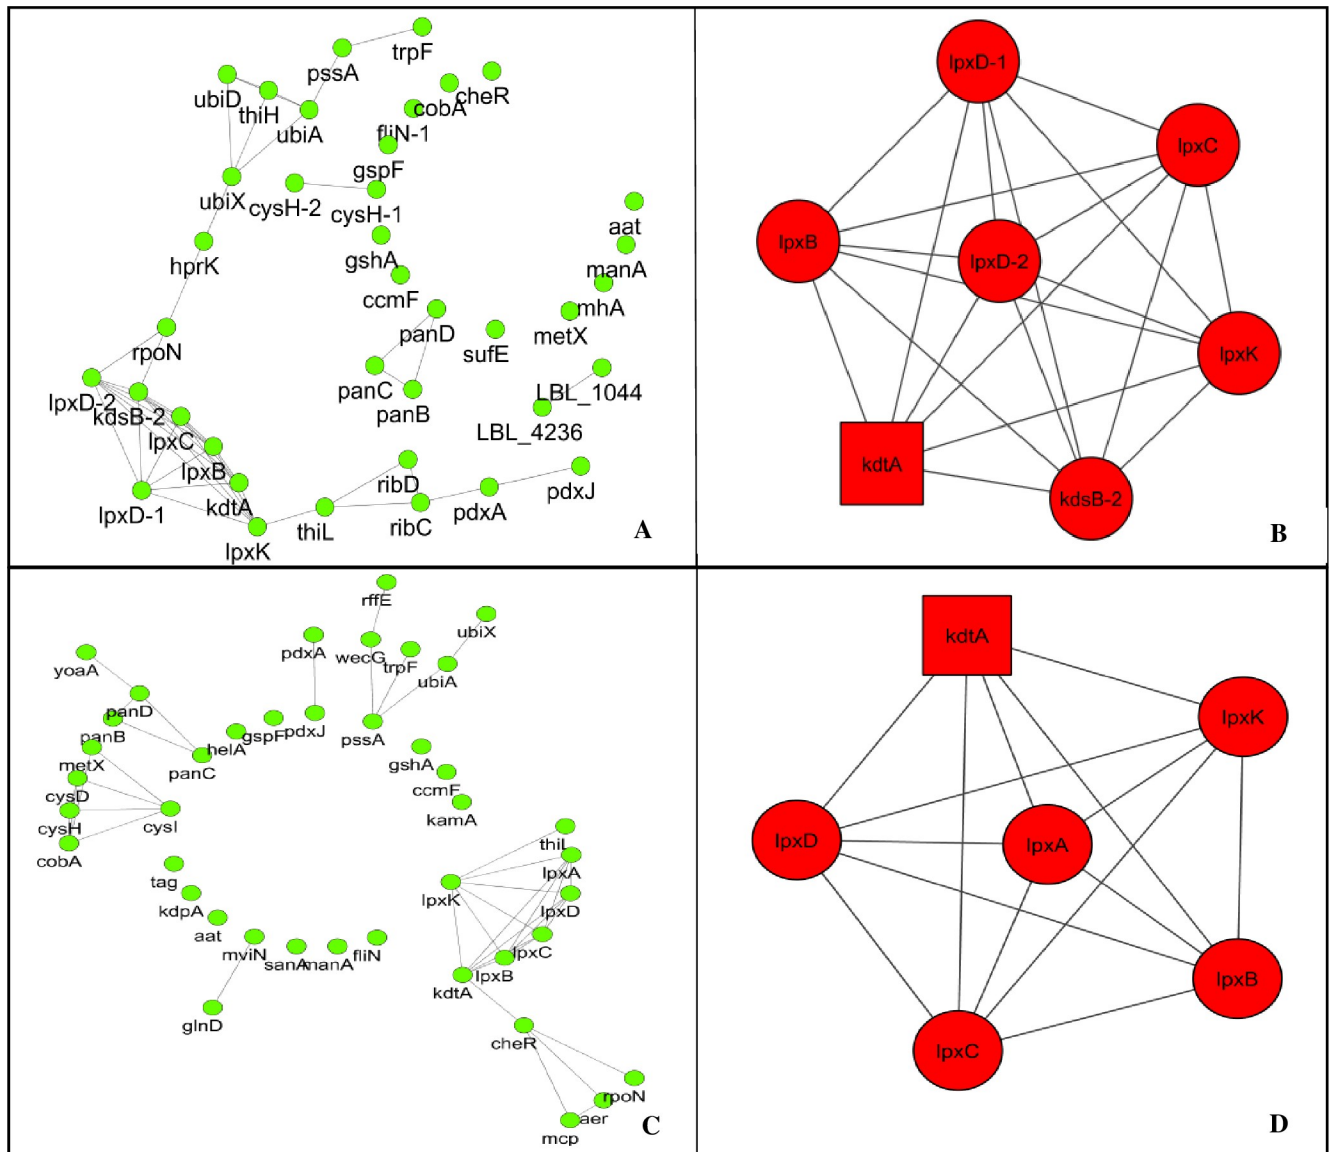 trpF
pssA
ubiD
thiH
ubiA
cobA
cheR
fliN-1
gspF
ubiX
cysH-2
cysH-1
aat
gshA
manA
hprK
ccmF
mhA
panD
metX
sufE
rpoN
panC
LBL_1044
panB
lpxD-2
kdsB-2
LBL_4236
lpxC
lpxB
ribD
pdxJ
kdtA
lpxD-1
thiL
ribC
pdxA
lpxK
A
lpxD-1
lpxC
lpxB
lpxD-2
lpxK
kdtA
kdsB-2
B
rffE
ubiX
pdxA
wecG
trpF
yoaA
ubiA
panD
panB
helA
gspF
pdxJ
pssA
metX
panC
gshA
cysD
ccmF
cysH
cysI
kamA
cobA
thiL
lpxA
tag
lpxK
lpxD
kdpA
aat
mviN
sanA
manA
fliN
lpxC
lpxB
kdtA
glnD
cheR
rpoN
aer
mcp
C
kdtA
lpxK
lpxD
lpxA
lpxB
lpxC
D